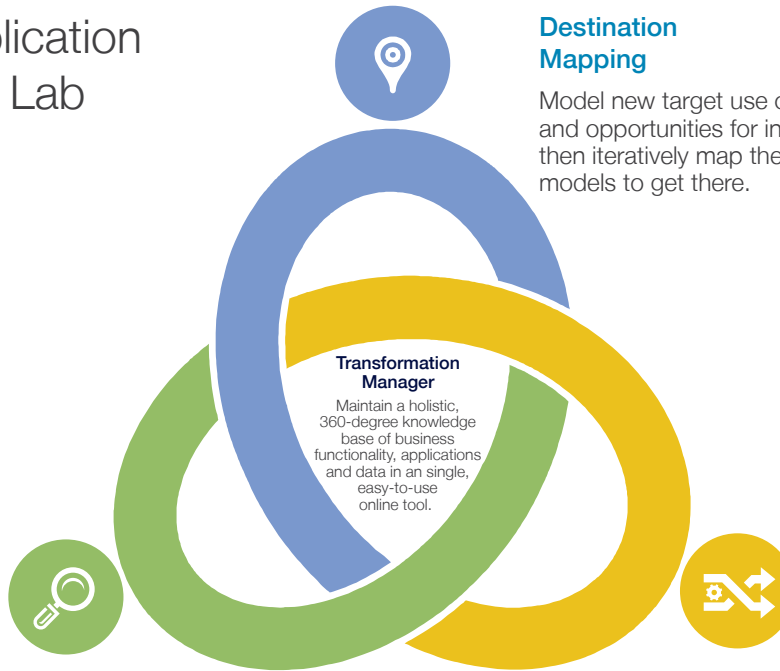 Lab
Destination
Mapping
Model new target use
and opportunities for
then iteratively map the
models to get there.
Transformation
Manager
Maintain a holistic,
360-degree knowledge
base of business
functionality, applications
and data in an single,
easy-to-use
online tool.